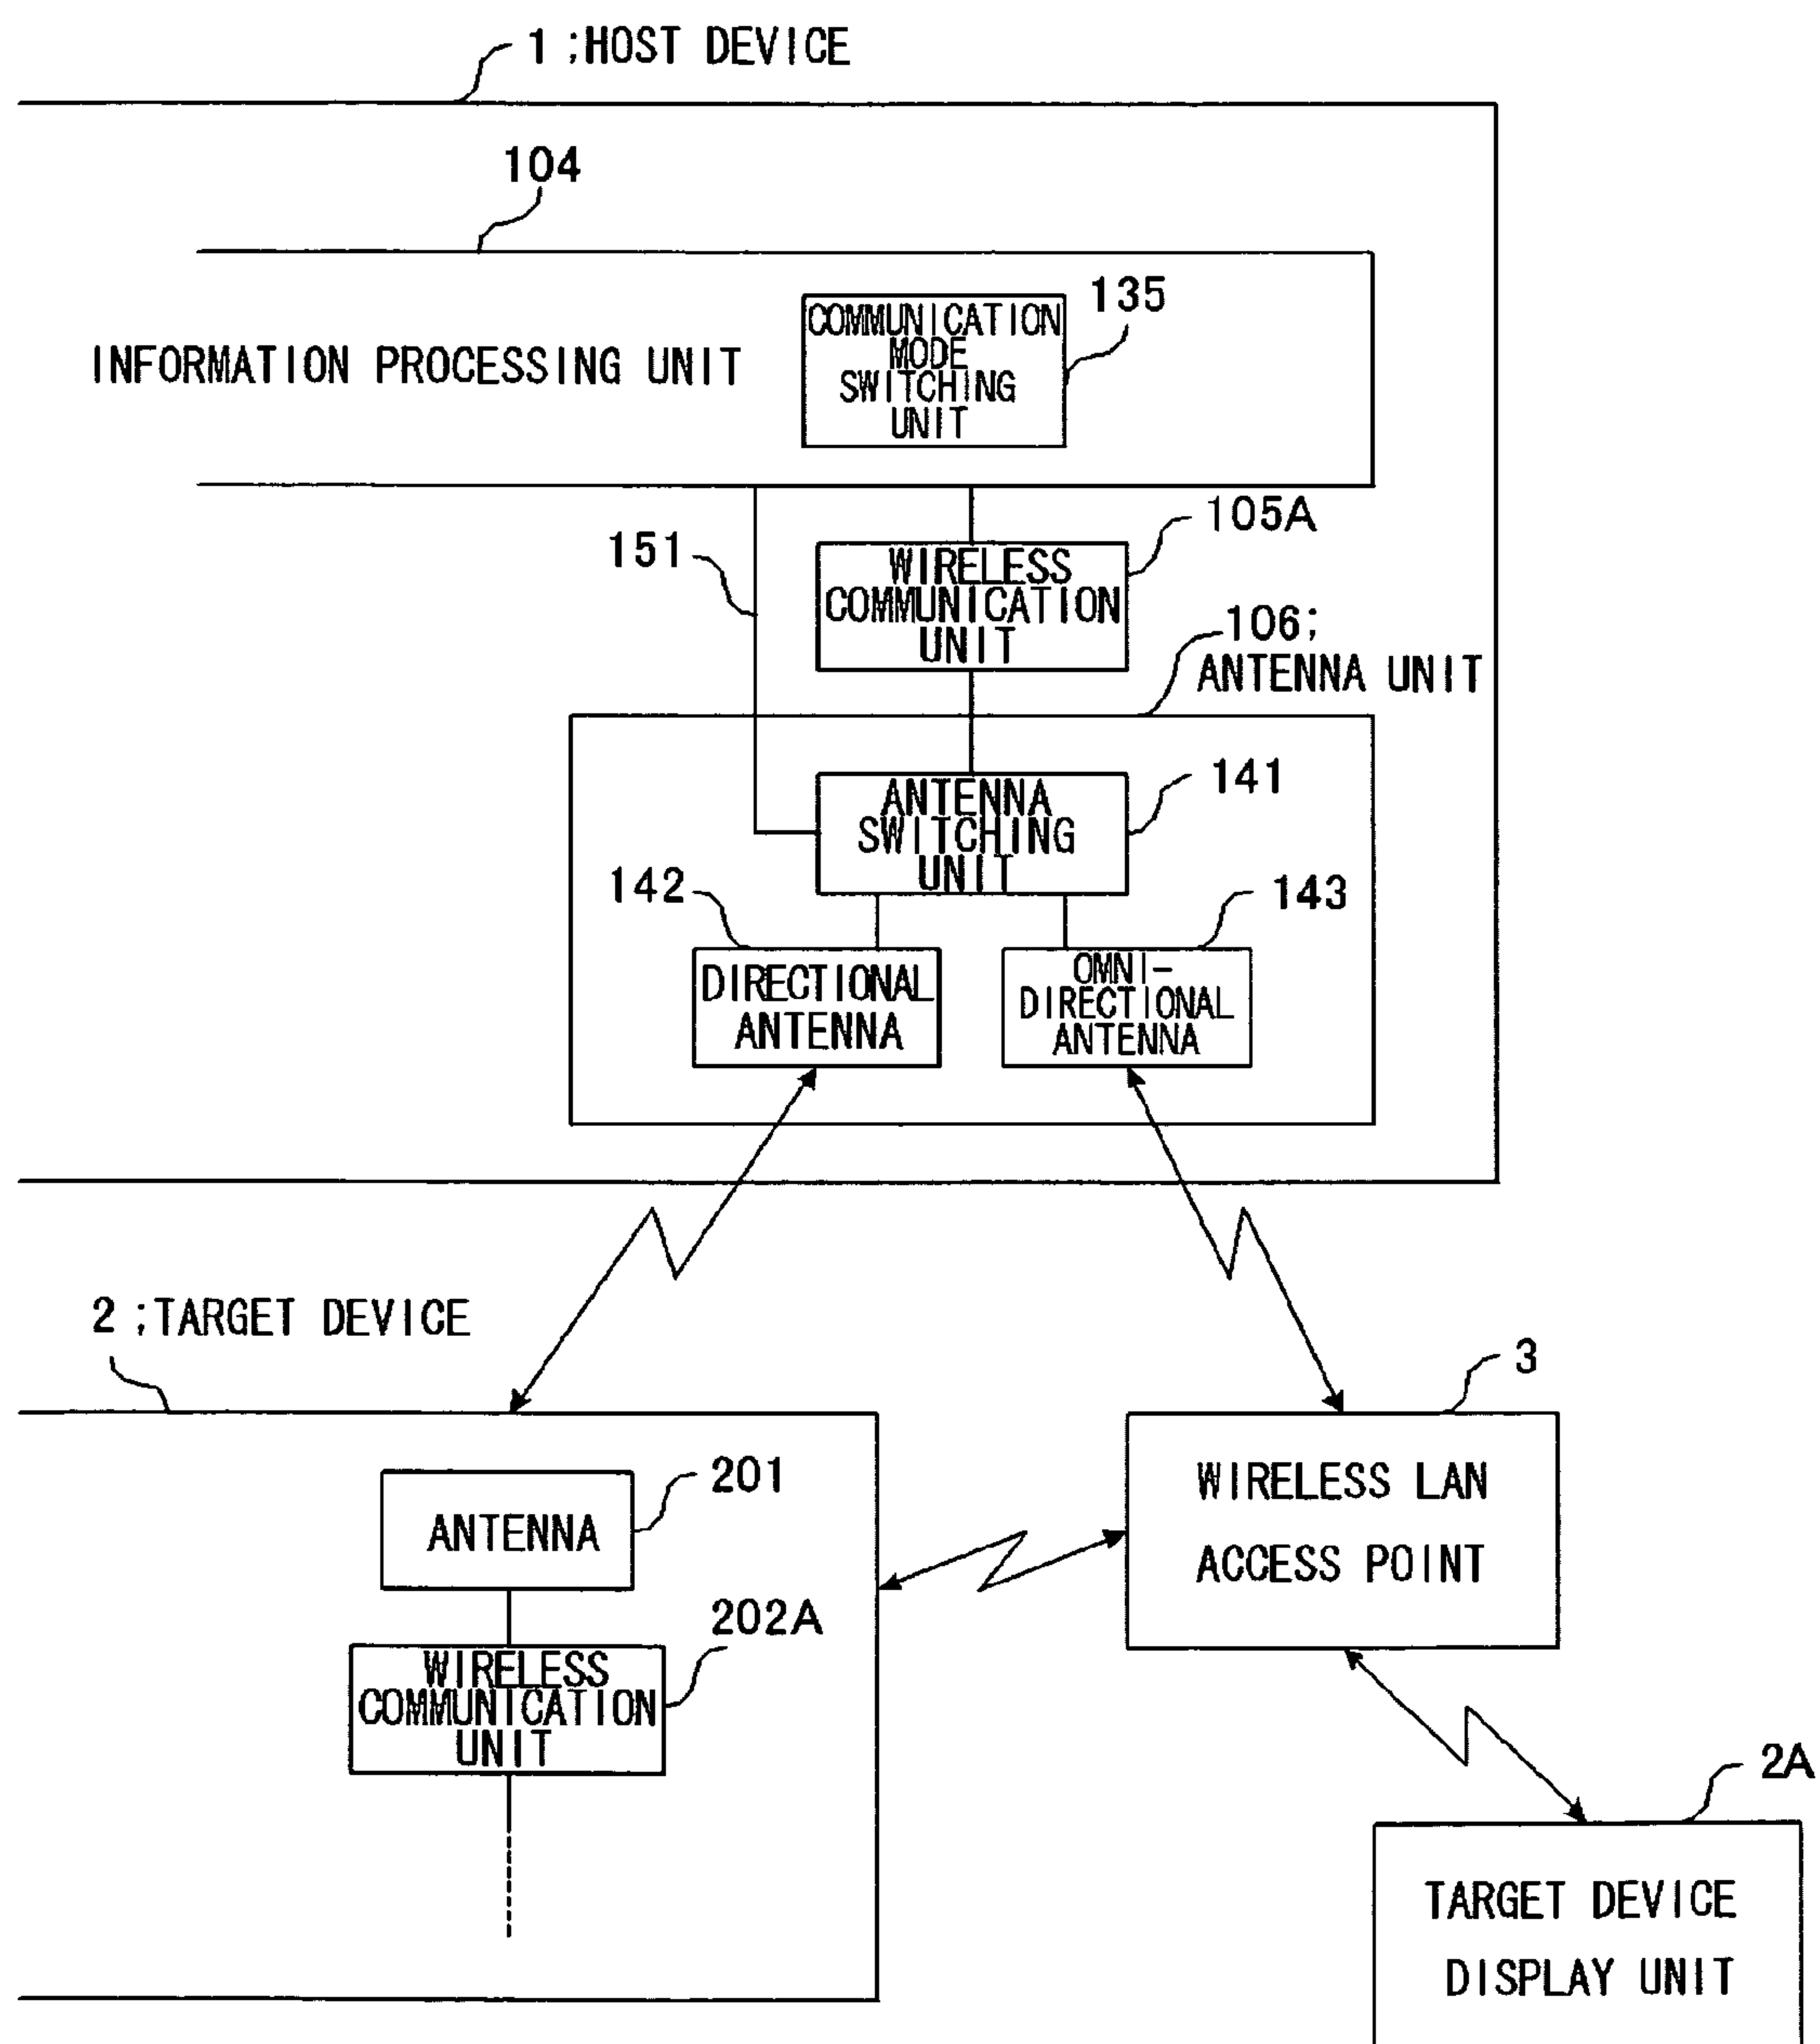 1 ;HOST DEVICE
104
135
COMMUNICATION
MODE
SWITCHING
UNIT
INFORMATION PROCESSING UNIT
105A
151
WIRELESS
COMMUNICATION
UNIT
106;
ANTENNA UNIT
141
ANTENNA
SWITCHING
UNIT
142
143
DIRECTIONAL
ANTENNA
OMNI-
DIRECTIONAL
ANTENNA
2 ;TARGET DEVICE
3
201
ANTENNA
WIRELESS LAN
ACCESS POINT
202A
WIRELESS
COMMUNICATION
UNIT
2A
TARGET DEVICE
DISPLAY UNIT